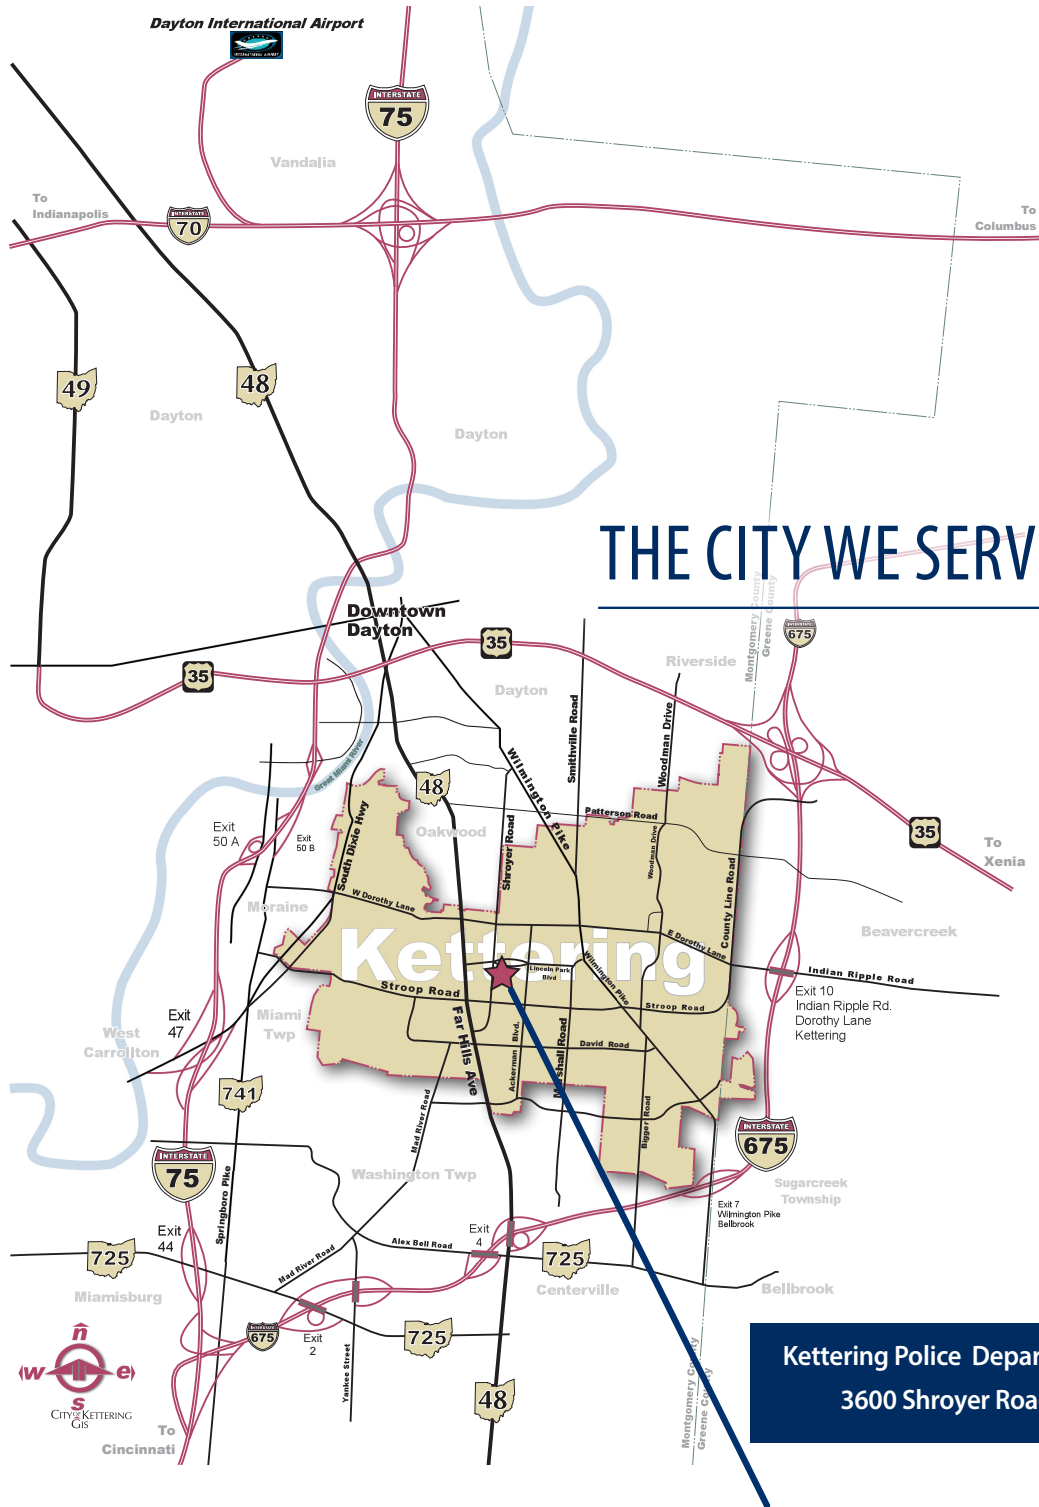 Dayton International Airport
INTERSTATE
75
Vandalia
To
Indianapolis
INTERSTATE
70
To
Columbus
49
48
Dayton
Dayton
THE CITY WE SERV
Montgomery County
Greene County
675
Downtown
Dayton
35
35
Riverside
Dayton
Smithville Road
Woodman Drive
Wilmington Pike
Great Miami River
48
Oakwood
Patterson Road
Shroyer Road
South Dixie Hwy
Exit
50 A
Exit
50 B
Woodman Drive
County Line Road
35
To
Xenia
Moraine
W Dorothy Lane
E Dorothy Lane
Beavercreek
Kettering
Lincoln Park
Blvd
Wilmington Pike
Indian Ripple Road
Stroop Road
Stroop Road
Exit 10
Indian Ripple Rd.
Dorothy Lane
Kettering
Exit
47
Miami
Twp
West
Carrollton
Far Hills Ave
Ackerman Blvd.
Marshall Road
David Road
741
Mad River Road
Bigger Road
INTERSTATE
675
INTERSTATE
75
Washington Twp
Sugarcreek
Township
Springboro Pike
Exit 7
Wilmington Pike
Bellbrook
Exit
44
Exit
4
Alex Bell Road
725
725
Mad River Road
Miamisburg
Centerville
Bellbrook
675
Exit
2
725
Yankee Street
48
n
w e
s
CITY OF KETTERING
GIS
To
Cincinnati
Montgomery County
Greene County
Kettering Police Depar
3600 Shroyer Roa